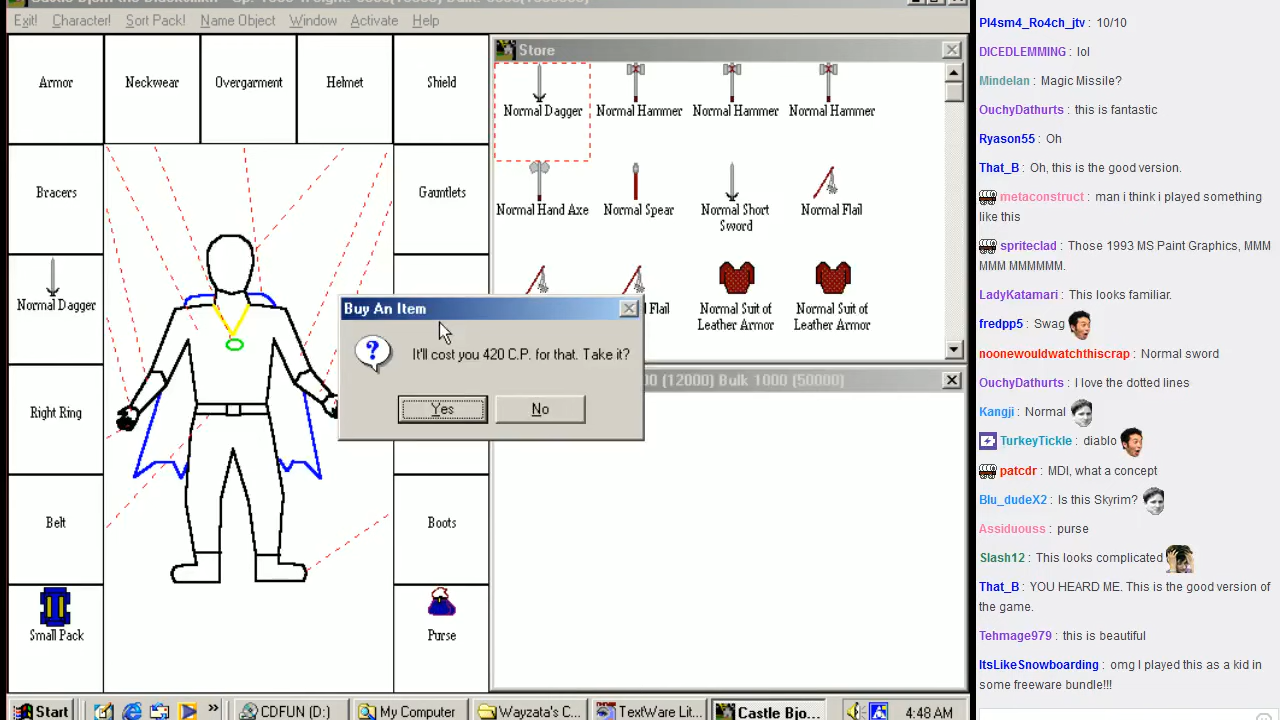 Exit! Character! Sort Pack! Name Object Window Activate Help
Armor
Neckwear
Overgarment
Helmet
Shield
Bracers
Gauntlets
Normal Dagger
Right Ring
Belt
Boots
Small Pack
Purse
Store
Normal Dagger
Normal Hammer
Normal Hammer
Normal Hammer
Normal Hand Axe
Normal Spear
Normal Short
Sword
Normal Flail
Flail
Normal Suit of
Leather Armor
Normal Suit of
Leather Armor
Buy An Item
It'll cost you 420 C.P. for that. Take it?
Yes
No
(12000) Bulk 1000 (50000)
Start
CDFUN (D:)
My Computer
Wayzata's C...
TextWare Lit...
Castle Bjo...
4:48 AM
Pl4sm4_Ro4ch_jtv: 10/10
DICEDLEMMING: lol
Mindelan: Magic Missile?
OuchyDathurts: this is fantastic
Ryason55: Oh
That_B: Oh, this is the good version.
metaconstruct: man i think i played something
like this
spriteclad: Those 1993 MS Paint Graphics, MMM
MMM MMMMMM.
LadyKatamari: This looks familiar.
fredpp5: Swag
noonewouldwatchthiscrap: Normal sword
OuchyDathurts: I love the dotted lines
Kangji: Normal
TurkeyTickle: diablo
patcdr: MDI, what a concept
Blu_dudeX2: Is this Skyrim?
Assiduouss: purse
Slash12: This looks complicated
That_B: YOU HEARD ME. This is the good version of
the game.
Tehmage979: this is beautiful
ItsLikeSnowboarding: omg I played this as a kid in
some freeware bundle!!!